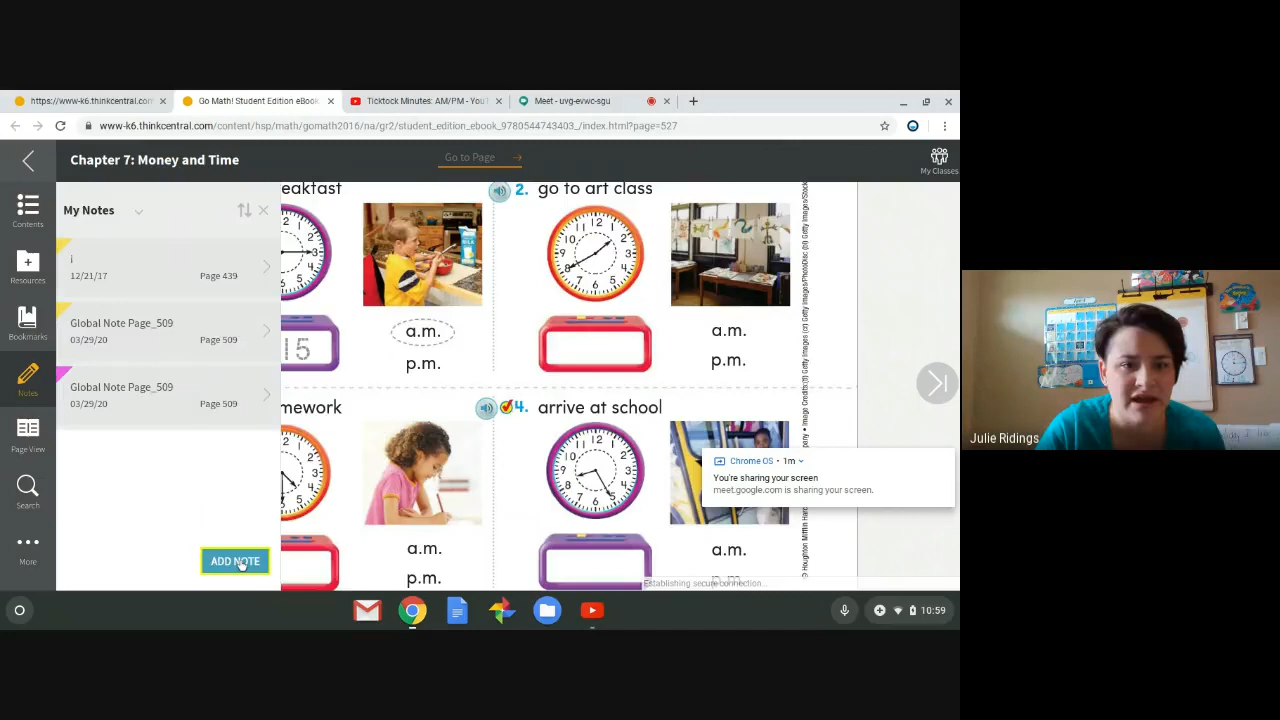 https://www-k6.thinkcentral.com
Go Math! Student Edition eBook
Ticktock Minutes: AM/PM - YouT
Meet - uvg-evwc-sgu
www-k6.thinkcentral.com/content/hsp/math/gomath2016/na/gr2/student_edition_ebook_9780544743403_/index.html?page=527
Chapter 7: Money and Time
Go to Page
My Classes
Contents
Resources
Bookmarks
Notes
Page View
Search
More
My Notes
i
12/21/17 Page 439
Global Note Page_509
03/29/20 Page 509
Global Note Page_509
03/29/20 Page 509
ADD NOTE
eakfast
2. go to art class
15
a.m.
p.m.
a.m.
p.m.
mework
4. arrive at school
a.m.
p.m.
a.m.
Chrome OS • 1m
You're sharing your screen
meet.google.com is sharing your screen.
Establishing secure connection...
10:59
Julie Ridings